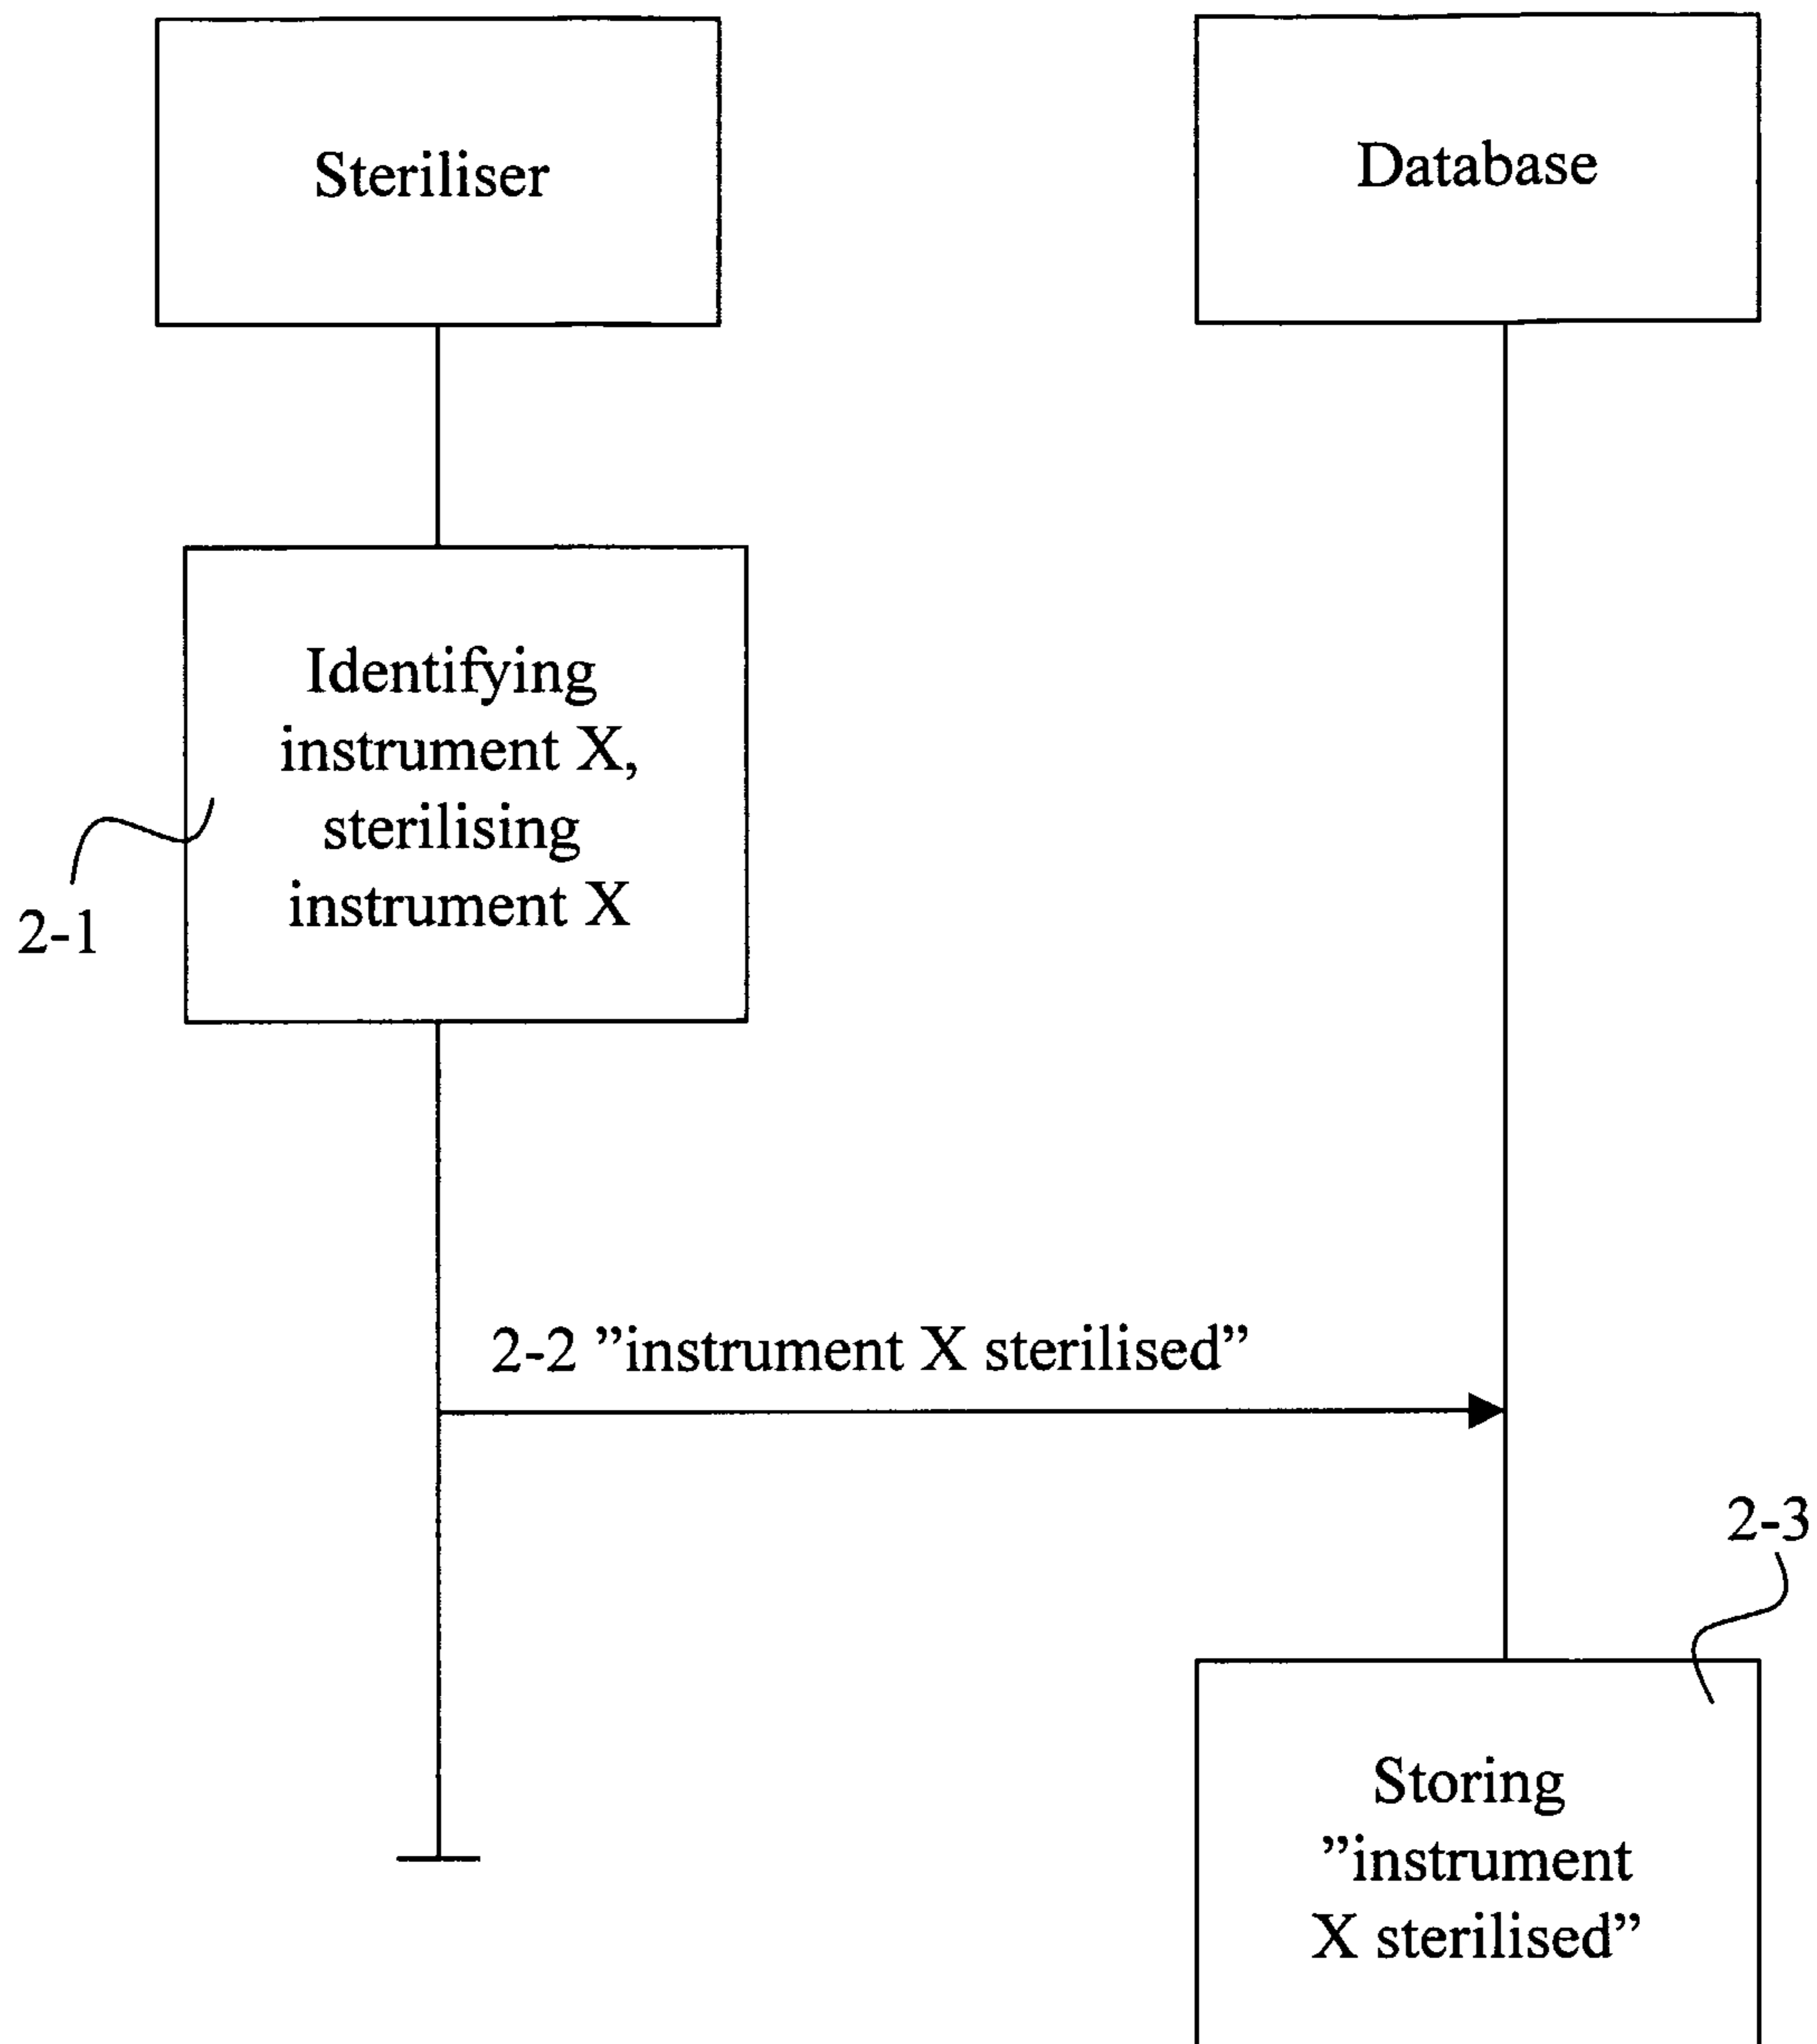 Steriliser
Database
Identifying
instrument X,
sterilising
instrument X
2-1
2-2 ”instrument X sterilised”
2-3
Storing
”instrument
X sterilised”